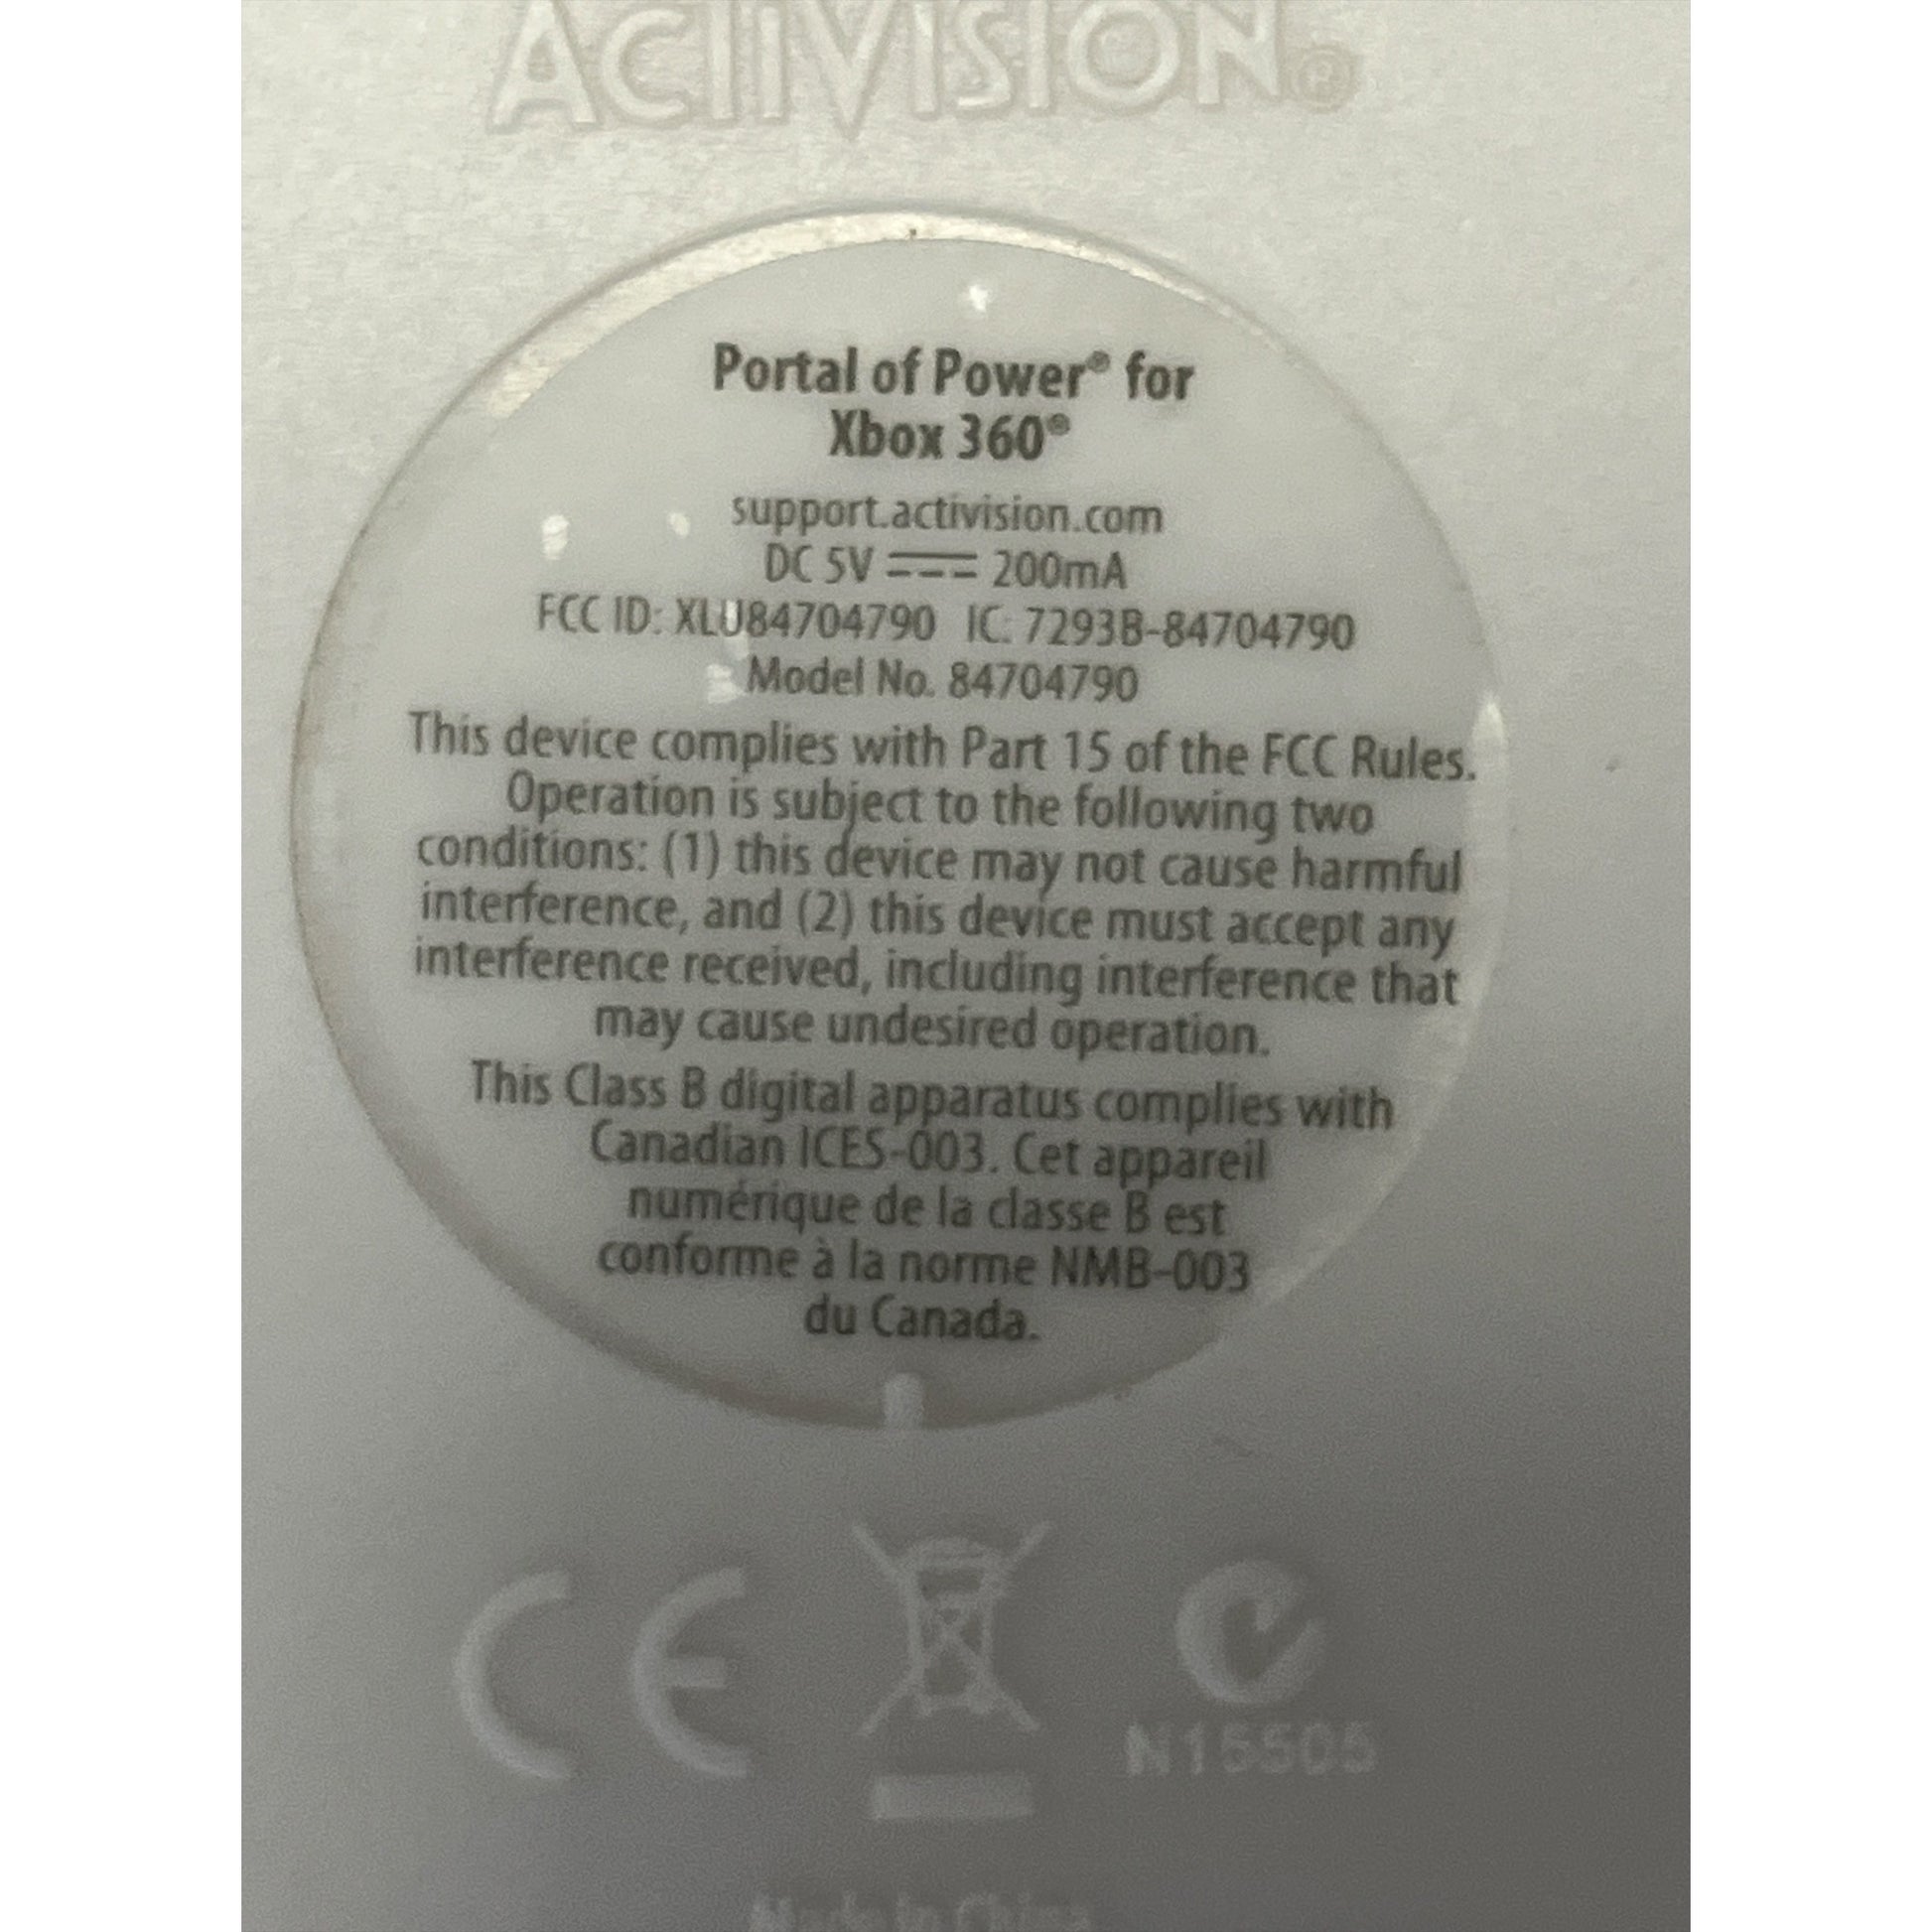 ACTIVISION®
Portal of Power® for
Xbox 360®
support.activision.com
DC 5V ⎓ 200mA
FCC ID: XLU84704790 IC: 7293B-84704790
Model No. 84704790
This device complies with Part 15 of the FCC Rules.
Operation is subject to the following two
conditions: (1) this device may not cause harmful
interference, and (2) this device must accept any
interference received, including interference that
may cause undesired operation.
This Class B digital apparatus complies with
Canadian ICES-003. Cet appareil
numérique de la classe B est
conforme à la norme NMB-003
du Canada.
CE
N15505
Made in China